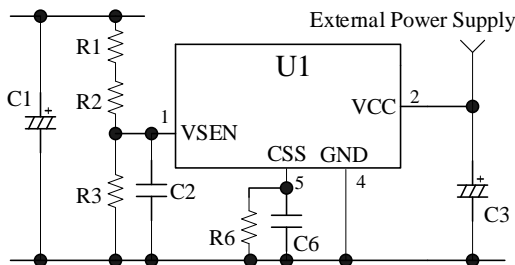 External Power Supply
R1
U1
C1
+
R2
1
VSEN
VCC
2
CSS
GND
+
R3
C2
5
4
R6
C6
C3